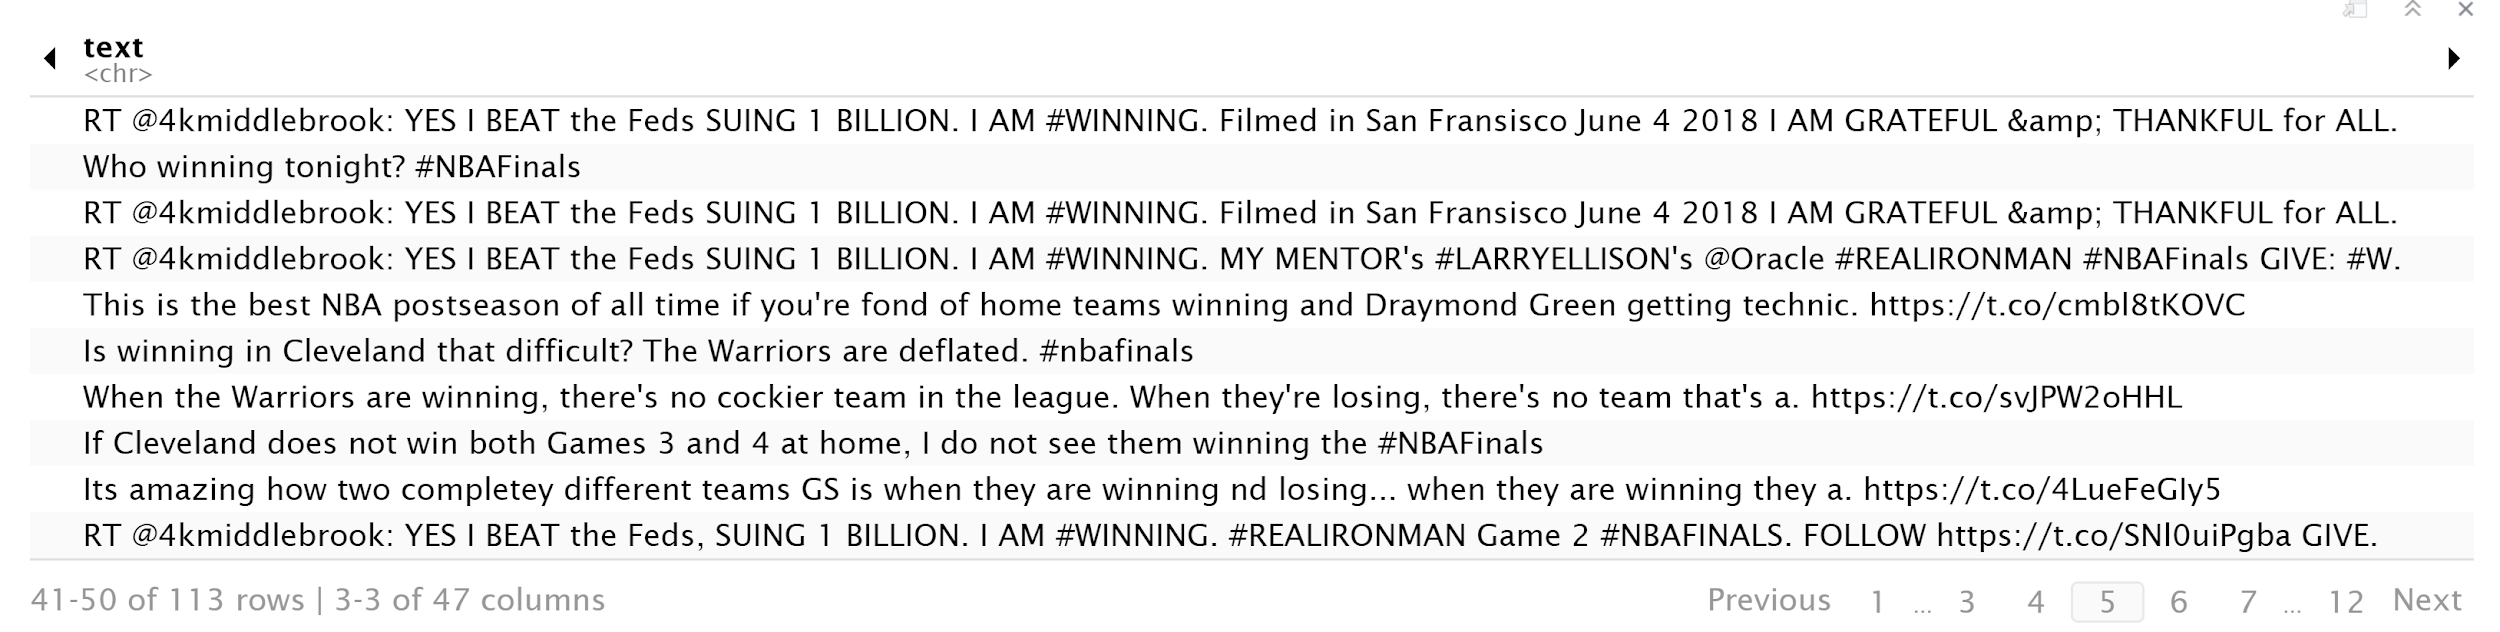 text
<chr>
RT @4kmiddlebrook: YES I BEAT the Feds SUING 1 BILLION. I AM #WINNING. Filmed in San Fransisco June 4 2018 I AM GRATEFUL &amp; THANKFUL for ALL.
Who winning tonight? #NBAFinals
RT @4kmiddlebrook: YES I BEAT the Feds SUING 1 BILLION. I AM #WINNING. Filmed in San Fransisco June 4 2018 I AM GRATEFUL &amp; THANKFUL for ALL.
RT @4kmiddlebrook: YES I BEAT the Feds SUING 1 BILLION. I AM #WINNING. MY MENTOR's #LARRYELLISON's @Oracle #REALIRONMAN #NBAFinals GIVE: #W.
This is the best NBA postseason of all time if you're fond of home teams winning and Draymond Green getting technic. https://t.co/cmbl8tKOVC
Is winning in Cleveland that difficult? The Warriors are deflated. #nbafinals
When the Warriors are winning, there's no cockier team in the league. When they're losing, there's no team that's a. https://t.co/svJPW2oHHL
If Cleveland does not win both Games 3 and 4 at home, I do not see them winning the #NBAFinals
Its amazing how two completey different teams GS is when they are winning nd losing... when they are winning they a. https://t.co/4LueFeGIy5
RT @4kmiddlebrook: YES I BEAT the Feds, SUING 1 BILLION. I AM #WINNING. #REALIRONMAN Game 2 #NBAFINALS. FOLLOW https://t.co/SNl0uiPgba GIVE.
41-50 of 113 rows | 3-3 of 47 columns
Previous 1 ... 3 4 5 6 7 ... 12 Next